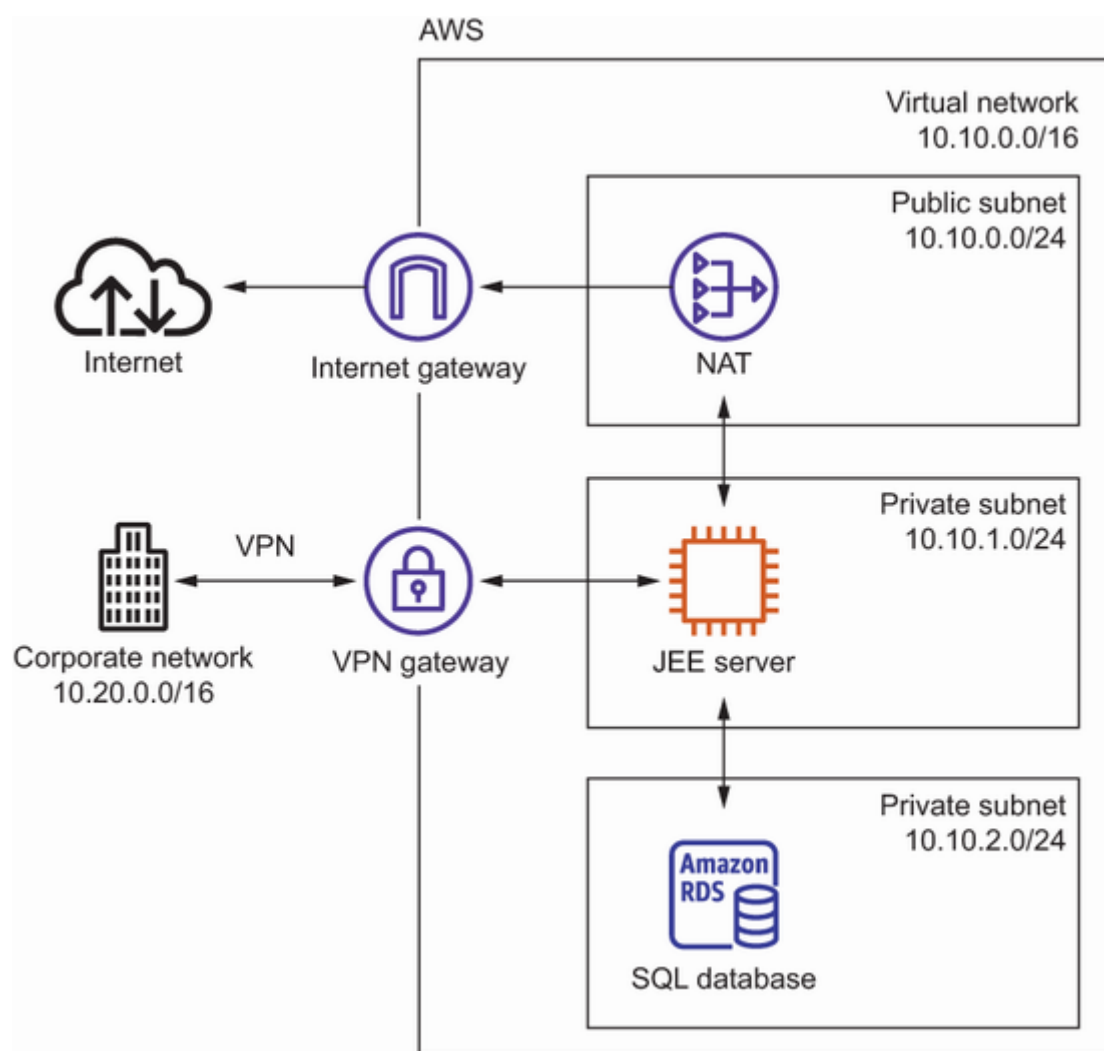 AWS
Virtual network
10.10.0.0/16
Public subnet
10.10.0.0/24
Internet
Internet gateway
NAT
Private subnet
10.10.1.0/24
VPN
Corporate network
10.20.0.0/16
VPN gateway
JEE server
Private subnet
10.10.2.0/24
Amazon
RDS
SQL database